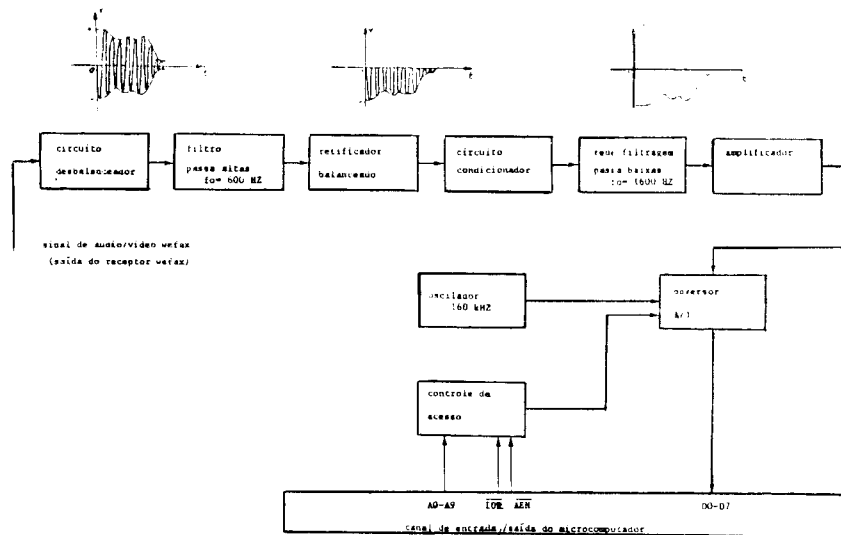 v
t
v
t
t
circuito
desbalanceador
filtro
passa altas
fo= 600 HZ
retificador
balanceado
circuito
condicionador
rede filtragem
passa baixas
fo= 1600 HZ
amplificador
sinal de audio/video wefax
(saída do receptor wefax)
oscilador
160 kHZ
conversor
A/D
controle de
acesso
A0-A9 IOR AEN D0-D7
canal de entrada/saída do microcomputador